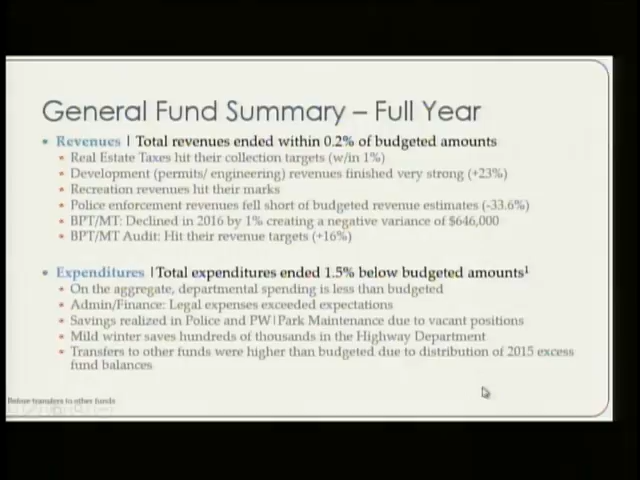 General Fund Summary – Full Year
• Revenues | Total revenues ended within 0.2% of budgeted amounts
• Real Estate Taxes hit their collection targets (w/in 1%)
• Development (permits/ engineering) revenues finished very strong (+23%)
• Recreation revenues hit their marks
• Police enforcement revenues fell short of budgeted revenue estimates (-33.6%)
• BPT/MT: Declined in 2016 by 1% creating a negative variance of $646,000
• BPT/MT Audit: Hit their revenue targets (+16%)
• Expenditures |Total expenditures ended 1.5% below budgeted amounts¹
• On the aggregate, departmental spending is less than budgeted
• Admin/Finance: Legal expenses exceeded expectations
• Savings realized in Police and PW|Park Maintenance due to vacant positions
• Mild winter saves hundreds of thousands in the Highway Department
• Transfers to other funds were higher than budgeted due to distribution of 2015 excess
fund balances
Below transfers to other funds